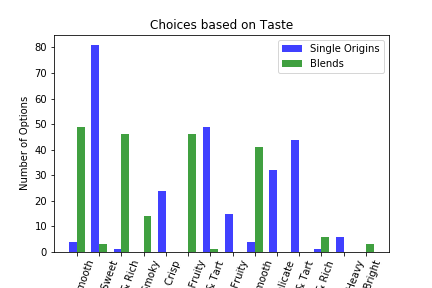 Choices based on Taste
Single Origins
Blends
Number of Options
80
70
60
50
40
30
20
10
0
mooth
Sweet
& Rich
Smoky
Crisp
Fruity
& Tart
Fruity
mooth
licate
& Tart
& Rich
Heavy
Bright